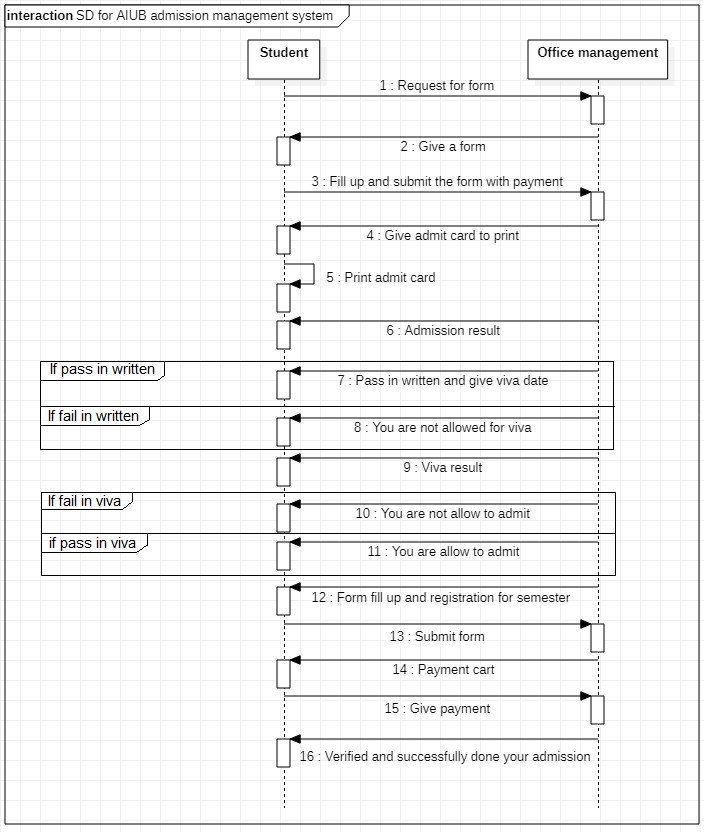 interaction SD for AIUB admission management system
Student
Office management
1 : Request for form
2 : Give a form
3 : Fill up and submit the form with payment
4 : Give admit card to print
5 : Print admit card
6 : Admission result
If pass in written
7 : Pass in written and give viva date
If fail in written
8 : You are not allowed for viva
9 : Viva result
If fail in viva
10 : You are not allow to admit
if pass in viva
11 : You are allow to admit
12 : Form fill up and registration for semester
13 : Submit form
14 : Payment cart
15 : Give payment
16 : Verified and successfully done your admission